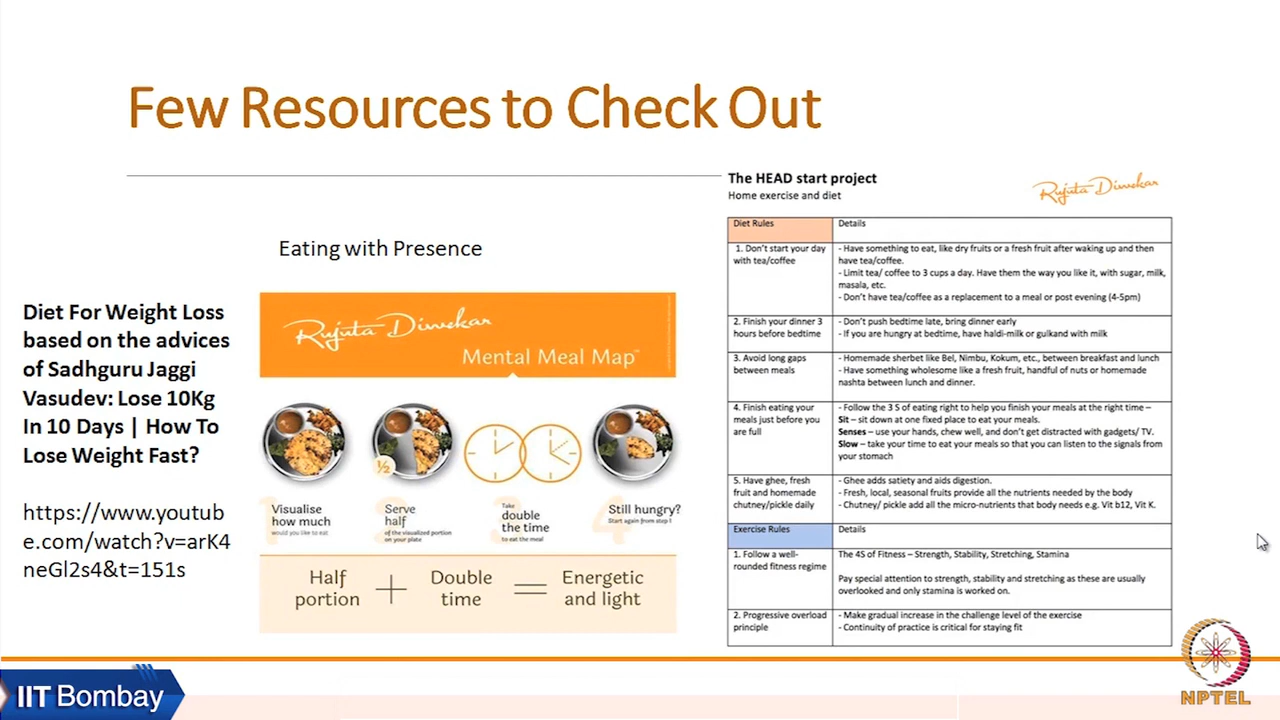 Few Resources to Check Out
Eating with Presence
Diet For Weight Loss
based on the advices
of Sadhguru Jaggi
Vasudev: Lose 10Kg
In 10 Days | How To
Lose Weight Fast?
https://www.youtub
e.com/watch?v=arK4
neGl2s4&t=151s
Rujuta Diwekar
Mental Meal Map™
½
1
Visualise
how much
would you like to eat
2
Serve
half
of the visualized portion
on your plate
3
Take
double
the time
to eat the meal
4
Still hungry?
Start again from step 1
Half
portion
+
Double
time
=
Energetic
and light
The HEAD start project
Home exercise and diet
Rujuta Diwekar
Diet Rules
Details
1. Don't start your day
with tea/coffee
- Have something to eat, like dry fruits or a fresh fruit after waking up and then
have tea/coffee.
- Limit tea/ coffee to 3 cups a day. Have them the way you like it, with sugar, milk,
masala, etc.
- Don't have tea/coffee as a replacement to a meal or post evening (4-5pm)
2. Finish your dinner 3
hours before bedtime
- Don't push bedtime late, bring dinner early
- If you are hungry at bedtime, have haldi-milk or gulkand with milk
3. Avoid long gaps
between meals
- Homemade sherbet like Bel, Nimbu, Kokum, etc., between breakfast and lunch
- Have something wholesome like a fresh fruit, handful of nuts or homemade
nashta between lunch and dinner.
4. Finish eating your
meals just before you
are full
- Follow the 3 S of eating right to help you finish your meals at the right time –
Sit – sit down at one fixed place to eat your meals.
Senses – use your hands, chew well, and don't get distracted with gadgets/ TV.
Slow – take your time to eat your meals so that you can listen to the signals from
your stomach
5. Have ghee, fresh
fruit and homemade
chutney/pickle daily
- Ghee adds satiety and aids digestion.
- Fresh, local, seasonal fruits provide all the nutrients needed by the body
- Chutney/ pickle add all the micro-nutrients that body needs e.g. Vit b12, Vit K.
Exercise Rules
Details
1. Follow a well-
rounded fitness regime
The 4S of Fitness – Strength, Stability, Stretching, Stamina
Pay special attention to strength, stability and stretching as these are usually
overlooked and only stamina is worked on.
2. Progressive overload
principle
- Make gradual increase in the challenge level of the exercise
- Continuity of practice is critical for staying fit
IIT Bombay
NPTEL